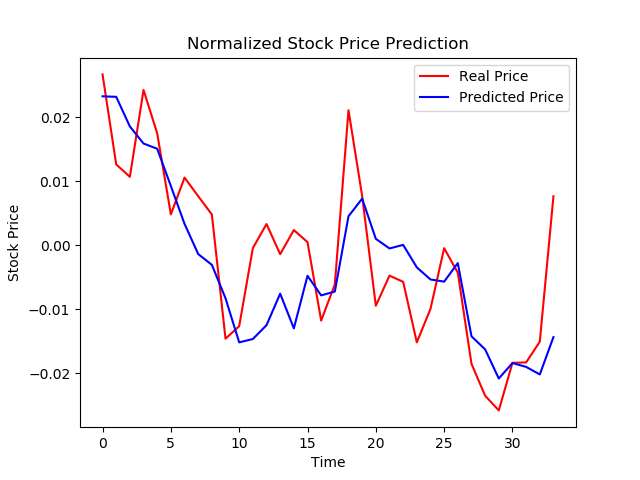 Normalized Stock Price Prediction
Real Price
Predicted Price
Stock Price
0.02
0.01
0.00
−0.01
−0.02
0 5 10 15 20 25 30
Time